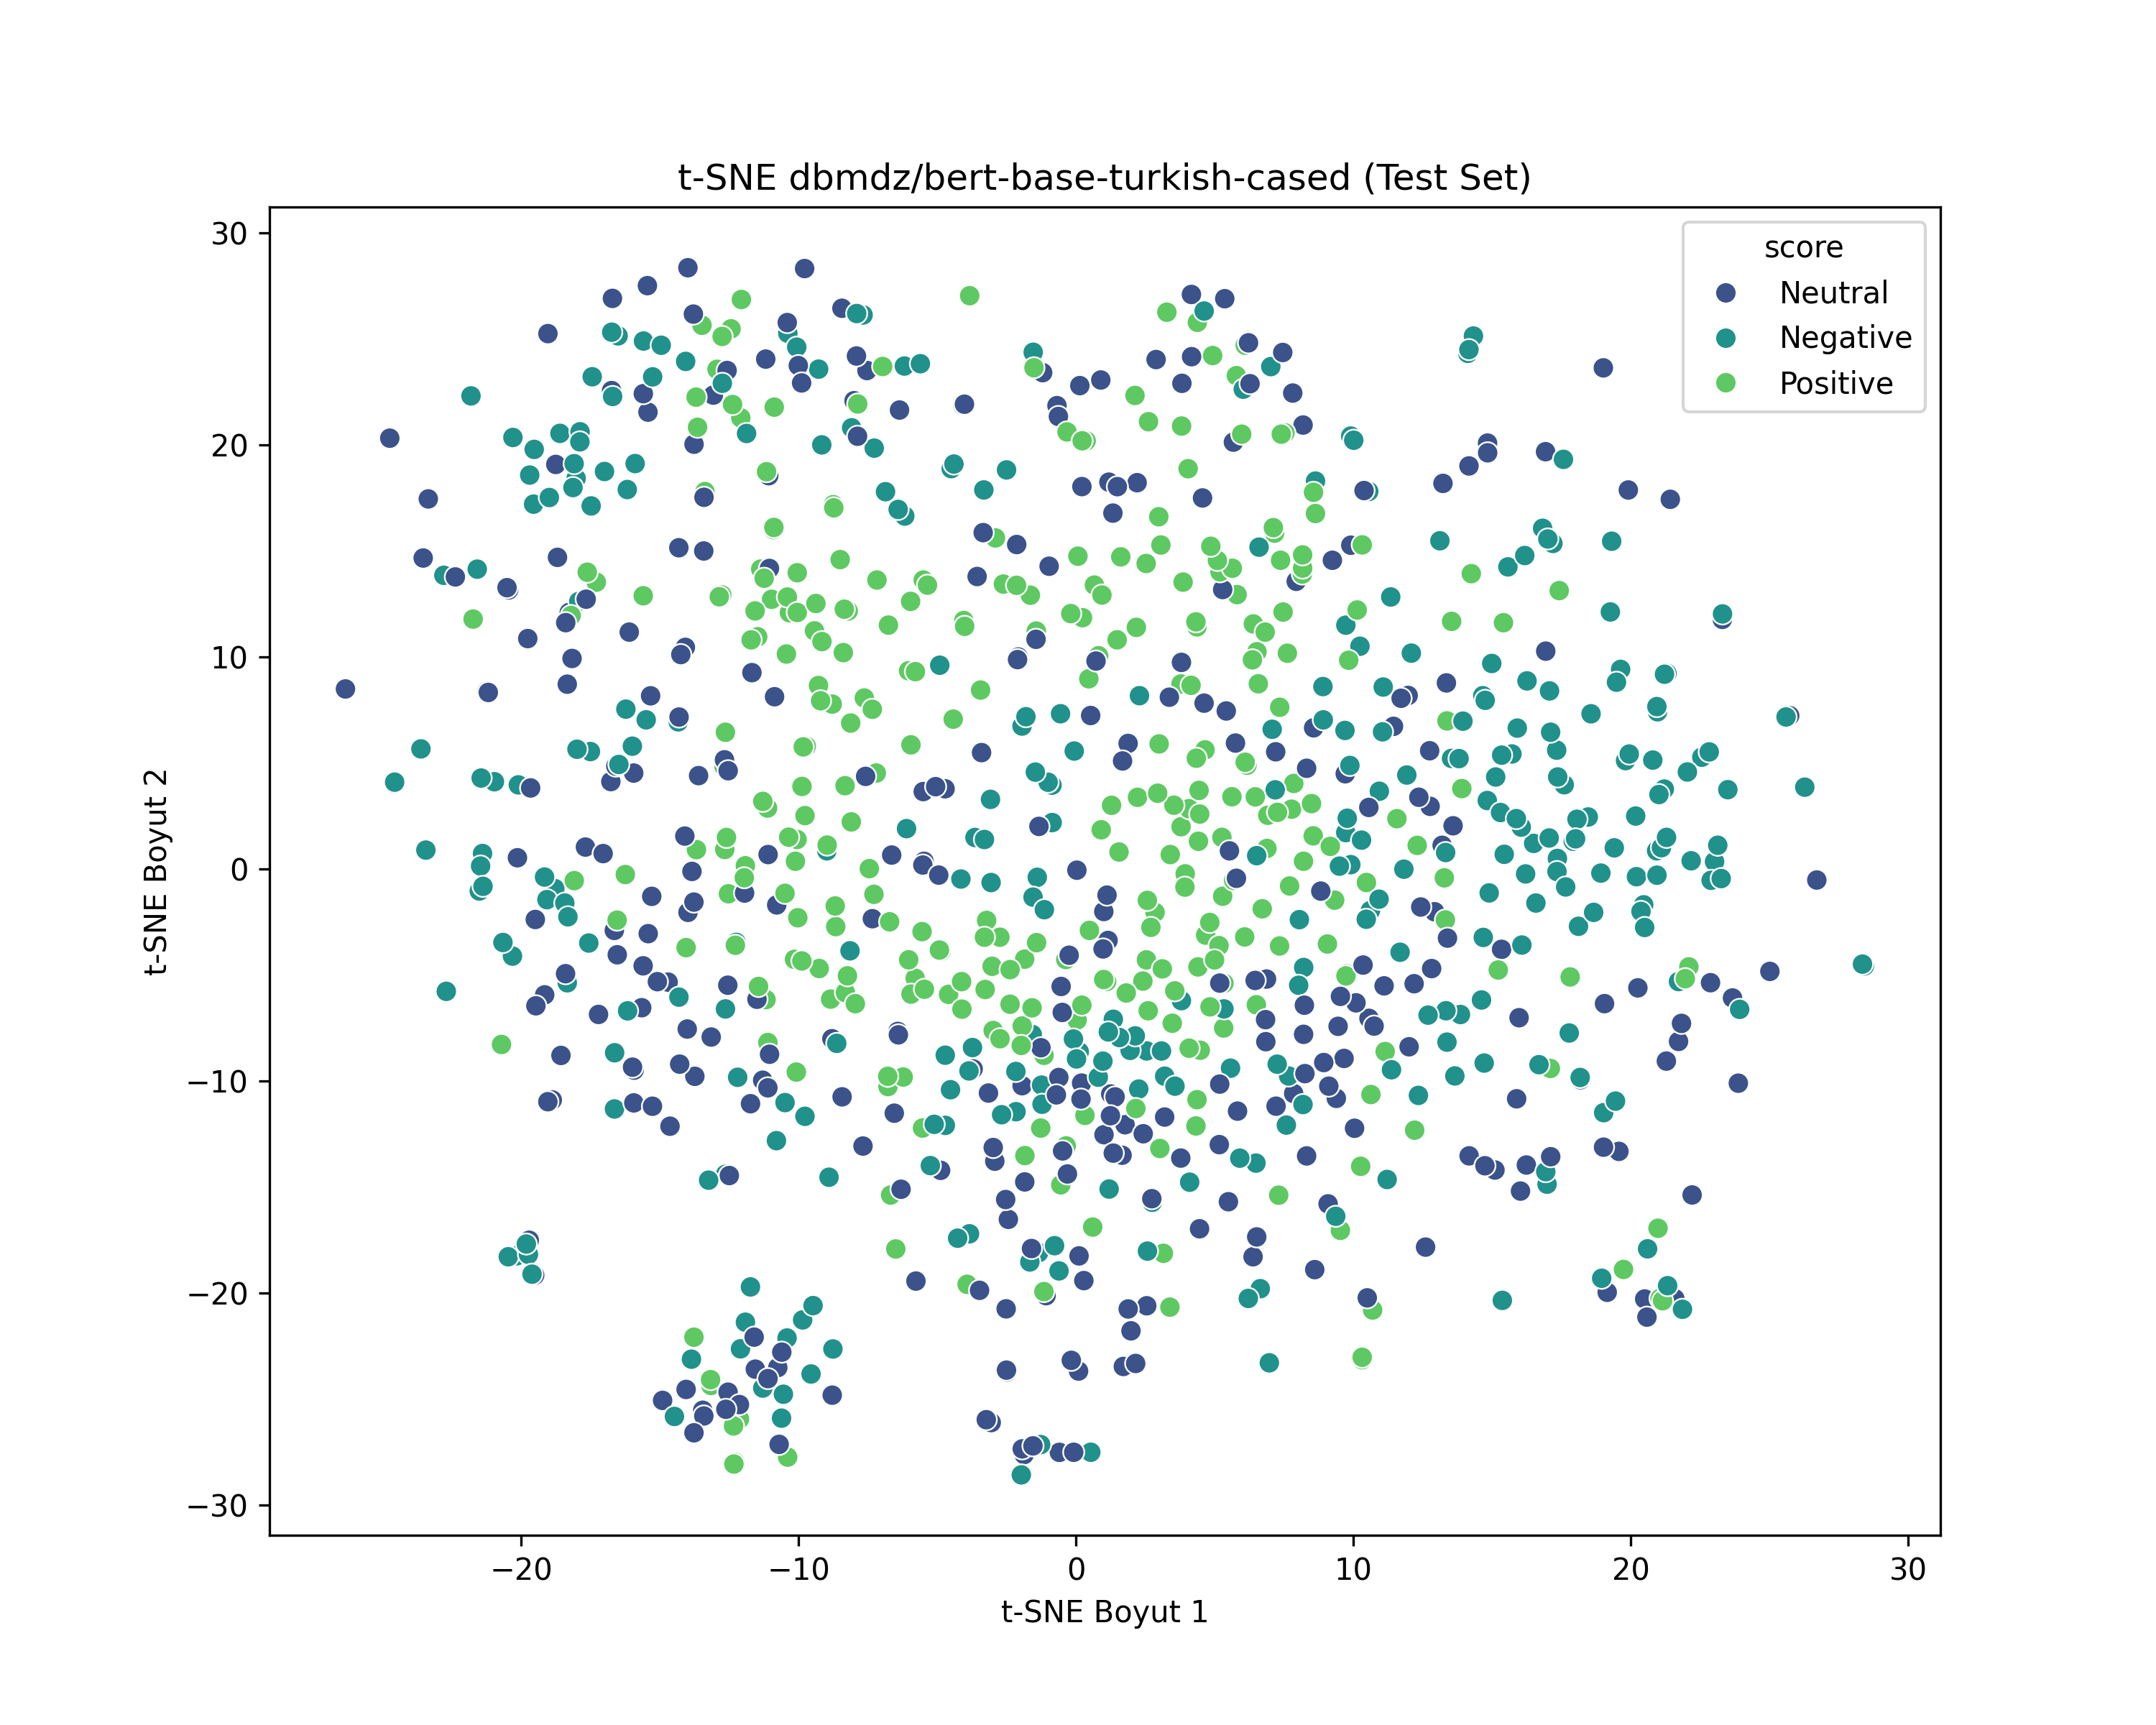 t-SNE dbmdz/bert-base-turkish-cased (Test Set)
score
Neutral
Negative
Positive
30
20
10
0
−10
−20
−30
t-SNE Boyut 2
−20
−10
0
10
20
30
t-SNE Boyut 1